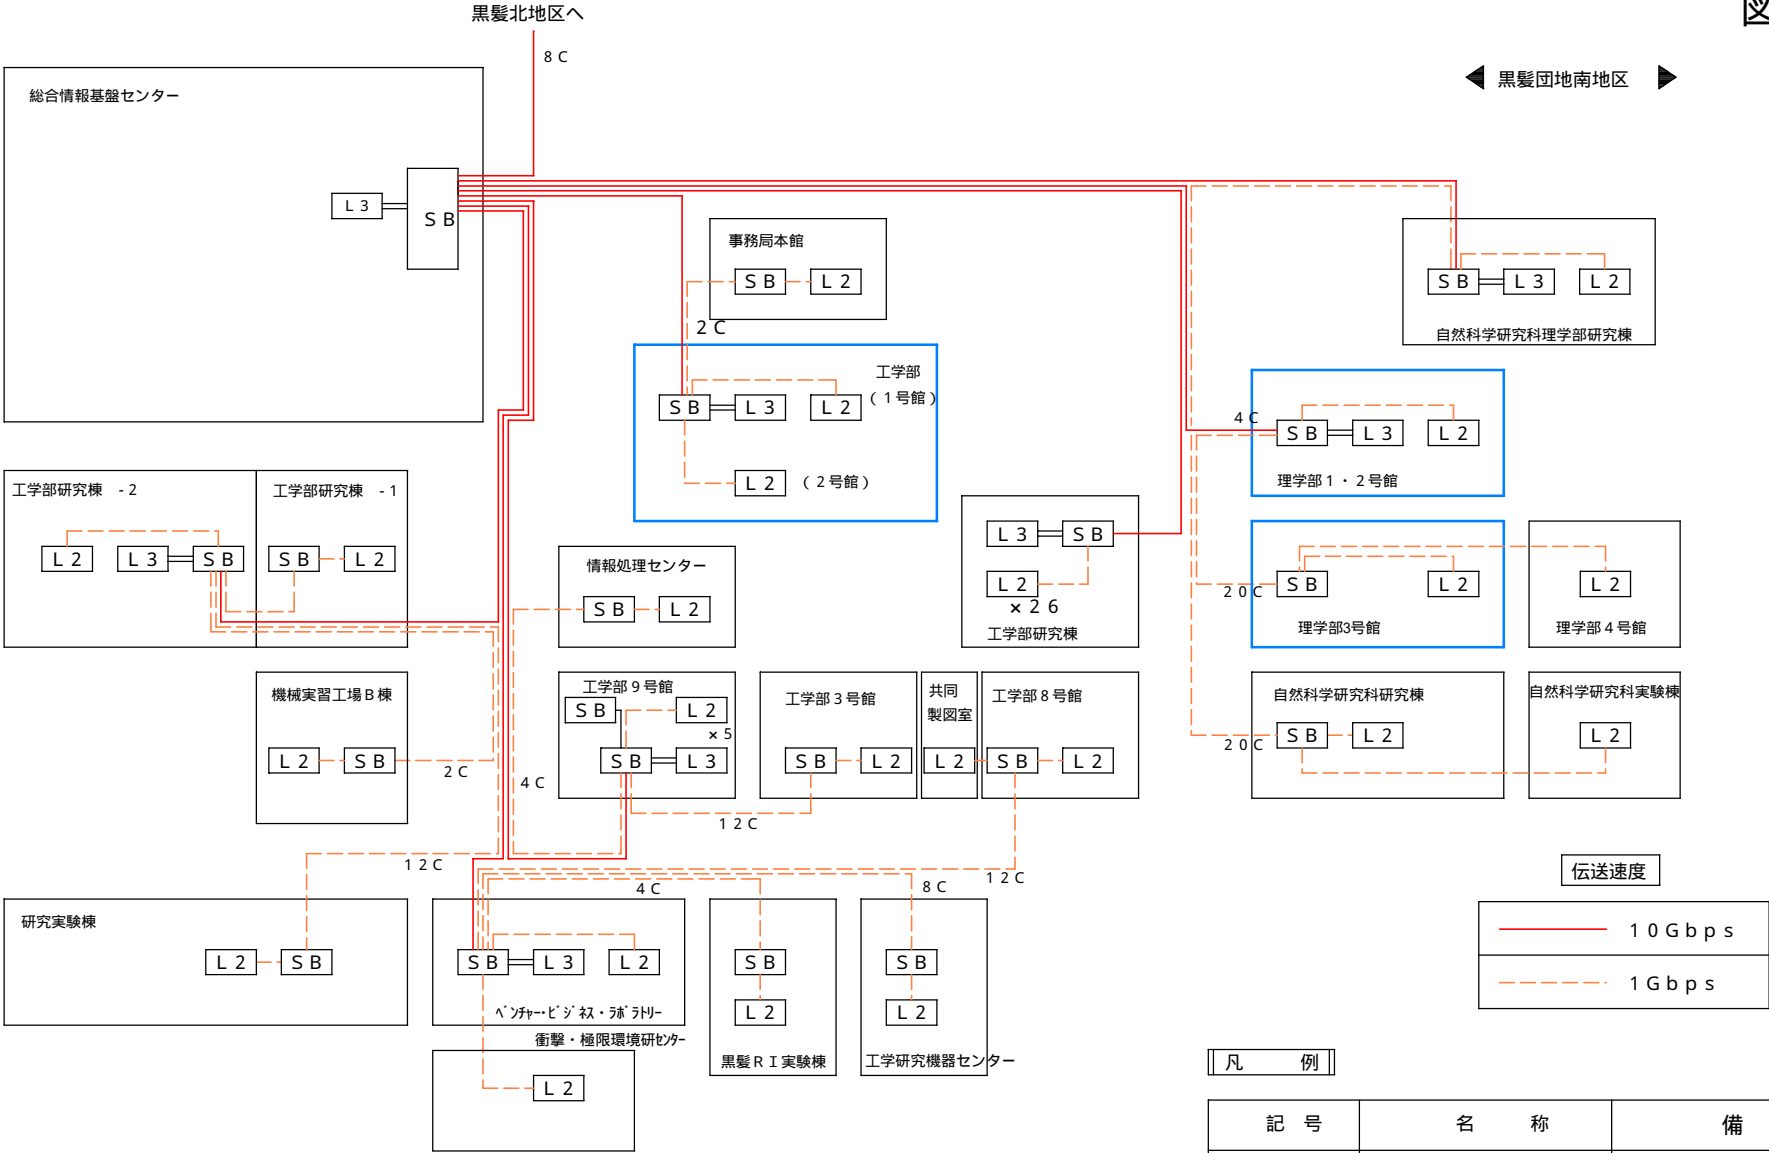 黒髪北地区へ
図
８Ｃ
黒髪団地南地区
総合情報基盤センター
Ｌ３
ＳＢ
事務局本館
ＳＢ
Ｌ２
２Ｃ
ＳＢ
Ｌ３
Ｌ２
自然科学研究科理学部研究棟
工学部
（１号館）
ＳＢ
Ｌ３
Ｌ２
Ｌ２
（２号館）
４Ｃ
ＳＢ
Ｌ３
Ｌ２
理学部１・２号館
工学部研究棟 -２
Ｌ２
Ｌ３
ＳＢ
工学部研究棟 -１
ＳＢ
Ｌ２
情報処理センター
ＳＢ
Ｌ２
Ｌ３
ＳＢ
Ｌ２
×２６
工学部研究棟
２０Ｃ
ＳＢ
Ｌ２
理学部3号館
Ｌ２
理学部４号館
機械実習工場Ｂ棟
Ｌ２
ＳＢ
２Ｃ
４Ｃ
工学部９号館
ＳＢ
Ｌ２
×５
ＳＢ
Ｌ３
１２Ｃ
工学部３号館
ＳＢ
Ｌ２
共同
製図室
Ｌ２
工学部８号館
ＳＢ
Ｌ２
自然科学研究科研究棟
２０Ｃ
ＳＢ
Ｌ２
自然科学研究科実験棟
Ｌ２
１２Ｃ
４Ｃ
８Ｃ
１２Ｃ
研究実験棟
Ｌ２
ＳＢ
ＳＢ
Ｌ３
Ｌ２
ﾍﾞﾝﾁｬｰ･ﾋﾞｼﾞﾈｽ・ﾗﾎﾞﾗﾄﾘｰ
衝撃・極限環境研ｾﾝﾀｰ
Ｌ２
ＳＢ
Ｌ２
黒髪ＲＩ実験棟
ＳＢ
Ｌ２
工学研究機器センター
伝送速度
１０Ｇｂｐｓ
１Ｇｂｐｓ
凡　例
記号
名　称
備